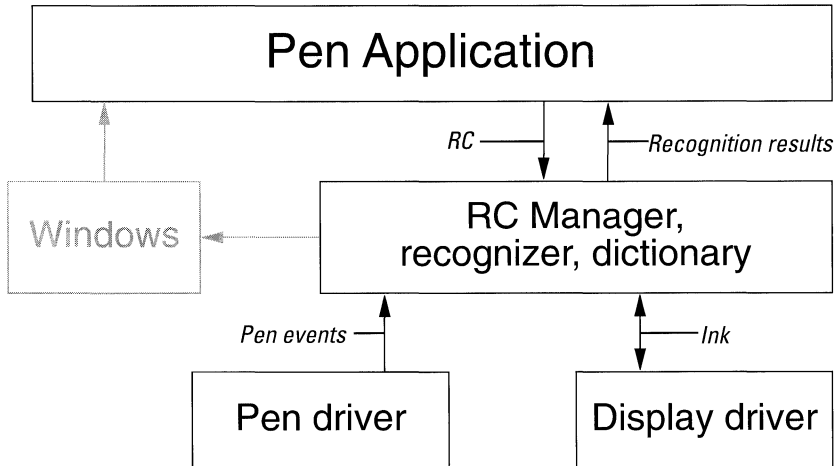 Pen Application
RC
Recognition results
Windows
RC Manager,
recognizer, dictionary
Pen events
Ink
Pen driver
Display driver